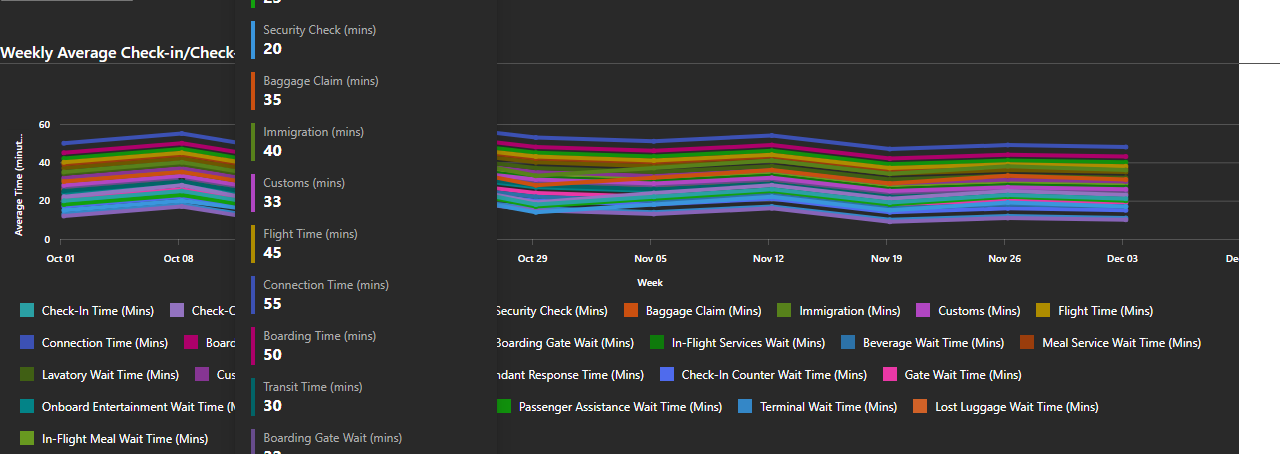 Weekly Average Check-in/Check-
Average Time (minut...
60
40
20
0
Oct 01
Oct 08
Oct 29
Nov 05
Nov 12
Nov 19
Nov 26
Dec 03
Week
Security Check (mins)
20
Baggage Claim (mins)
35
Immigration (mins)
40
Customs (mins)
33
Flight Time (mins)
45
Connection Time (mins)
55
Boarding Time (mins)
50
Transit Time (mins)
30
Boarding Gate Wait (mins)
Check-In Time (Mins)
Security Check (Mins)
Baggage Claim (Mins)
Immigration (Mins)
Customs (Mins)
Flight Time (Mins)
Connection Time (Mins)
Boarding Gate Wait (Mins)
In-Flight Services Wait (Mins)
Beverage Wait Time (Mins)
Meal Service Wait Time (Mins)
Lavatory Wait Time (Mins)
Response Time (Mins)
Check-In Counter Wait Time (Mins)
Gate Wait Time (Mins)
Onboard Entertainment Wait Time
Passenger Assistance Wait Time (Mins)
Terminal Wait Time (Mins)
Lost Luggage Wait Time (Mins)
In-Flight Meal Wait Time (Mins)